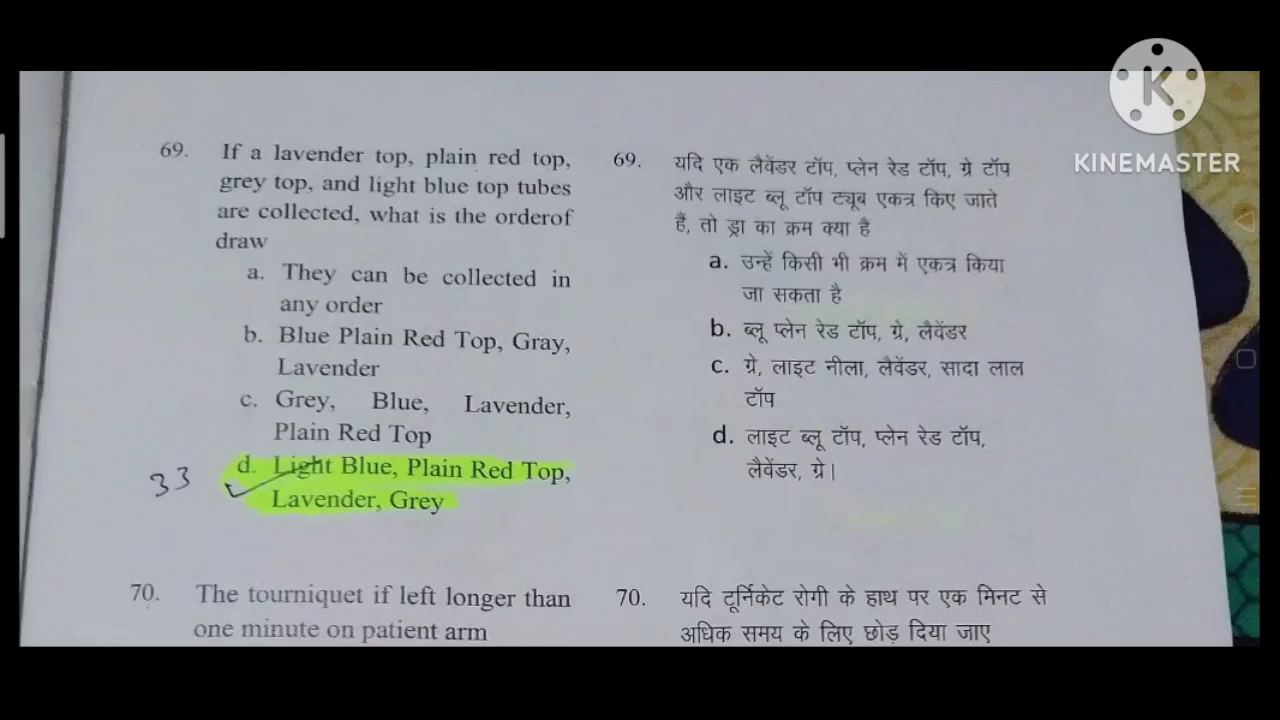 KINEMASTER
69. If a lavender top, plain red top,
grey top, and light blue top tubes
are collected, what is the orderof
draw
a. They can be collected in
any order
b. Blue Plain Red Top, Gray,
Lavender
c. Grey, Blue, Lavender,
Plain Red Top
33
d. Light Blue, Plain Red Top,
Lavender, Grey
70. The tourniquet if left longer than
one minute on patient arm
69. यदि एक लैवेंडर टॉप, प्लेन रेड टॉप, ग्रे टॉप
और लाइट ब्लू टॉप ट्यूब एकत्र किए जाते
हैं, तो ड्रा का क्रम क्या है
a. उन्हें किसी भी क्रम में एकत्र किया
जा सकता है
b. ब्लू प्लेन रेड टॉप, ग्रे, लैवेंडर
c. ग्रे, लाइट नीला, लैवेंडर, सादा लाल
टॉप
d. लाइट ब्लू टॉप, प्लेन रेड टॉप,
लैवेंडर, ग्रे।
70. यदि टूर्निकेट रोगी के हाथ पर एक मिनट से
अधिक समय के लिए छोड़ दिया जाए